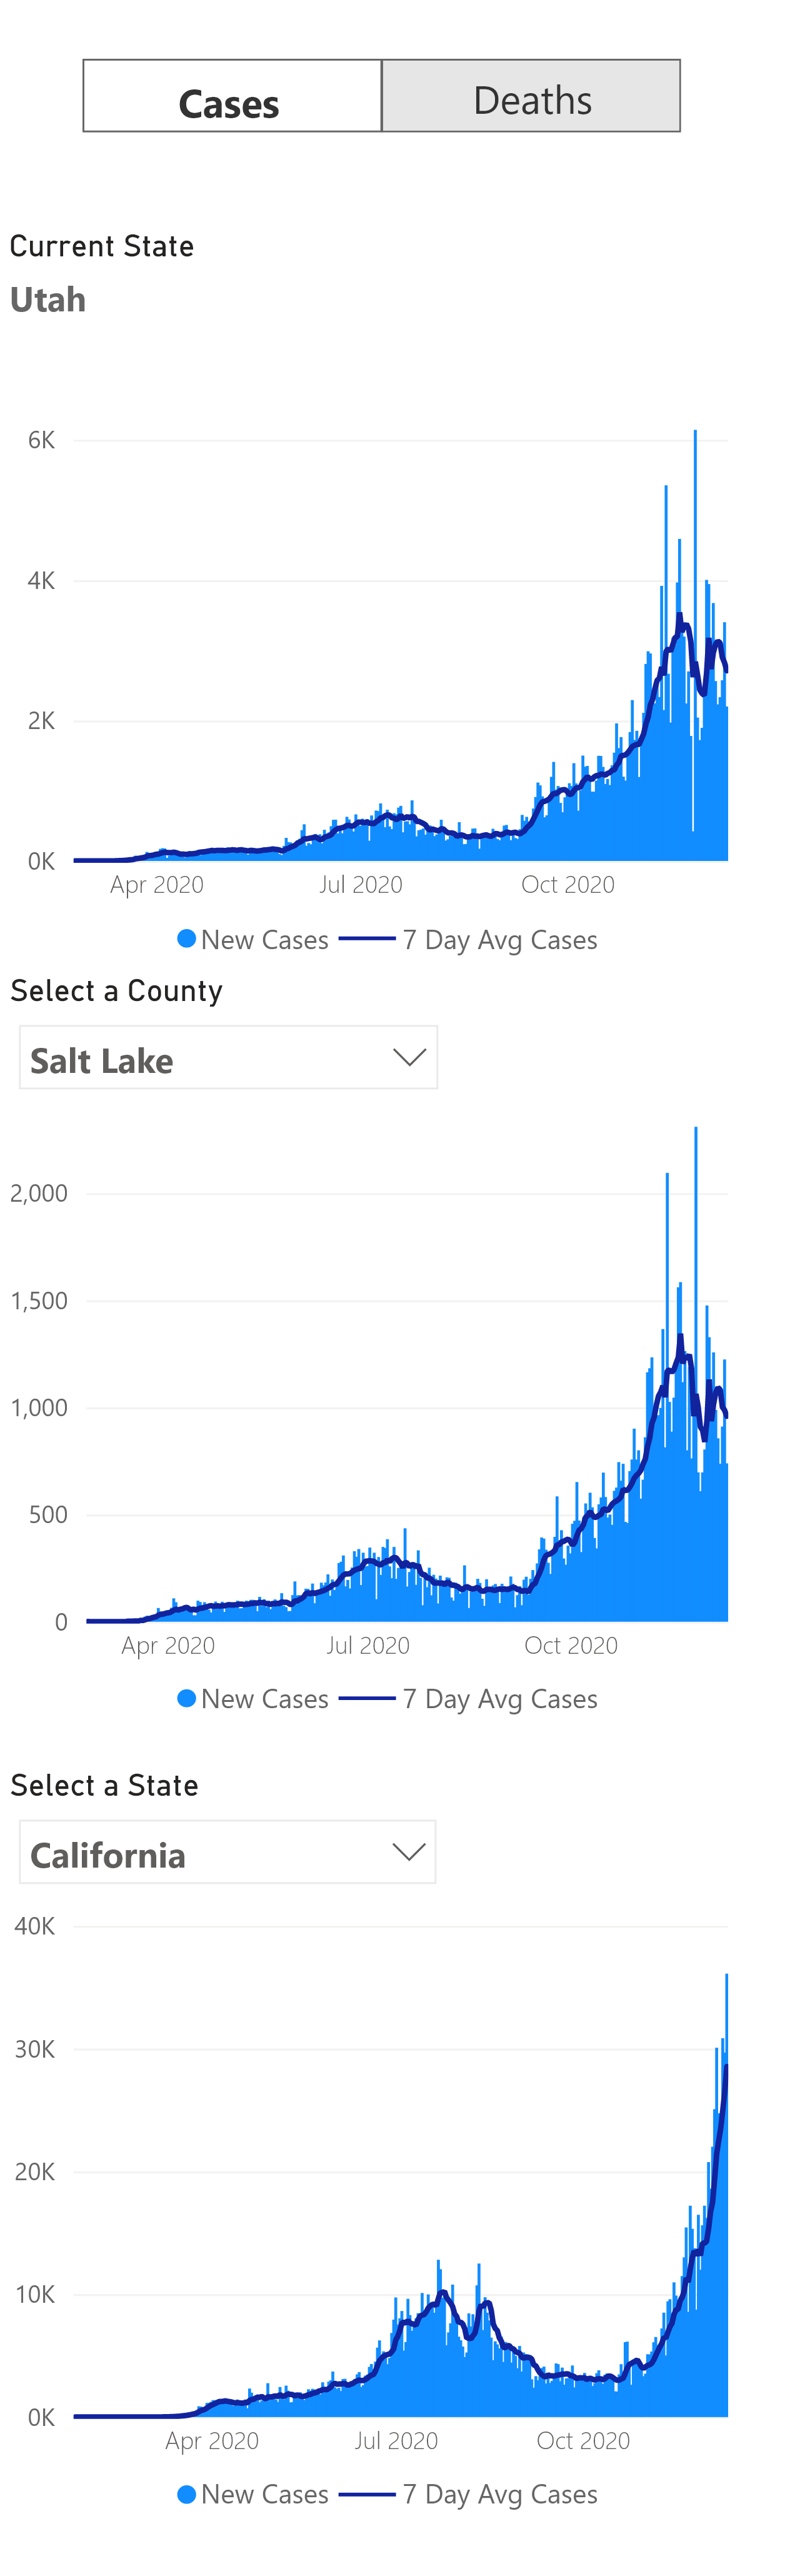 Cases Deaths
Current State
Utah
6K
4K
2K
0K
Apr 2020 Jul 2020 Oct 2020
New Cases 7 Day Avg Cases
Select a County
Salt Lake
2,000
1,500
1,000
500
0
Apr 2020 Jul 2020 Oct 2020
New Cases 7 Day Avg Cases
Select a State
California
40K
30K
20K
10K
0K
Apr 2020 Jul 2020 Oct 2020
New Cases 7 Day Avg Cases